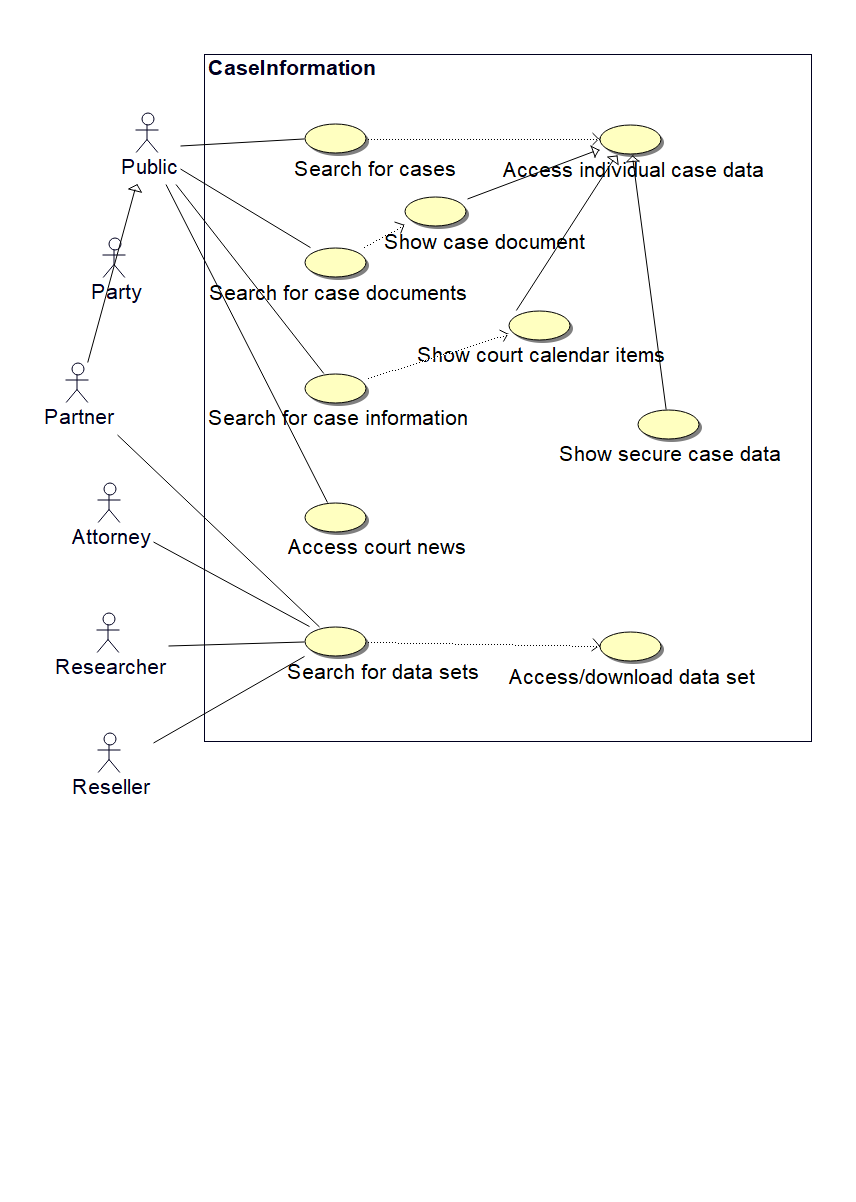 CaseInformation
Public
Search for cases
Access individual case data
Show case document
Party
Search for case documents
Show court calendar items
Partner
Search for case information
Show secure case data
Attorney
Access court news
Researcher
Search for data sets
Access/download data set
Reseller